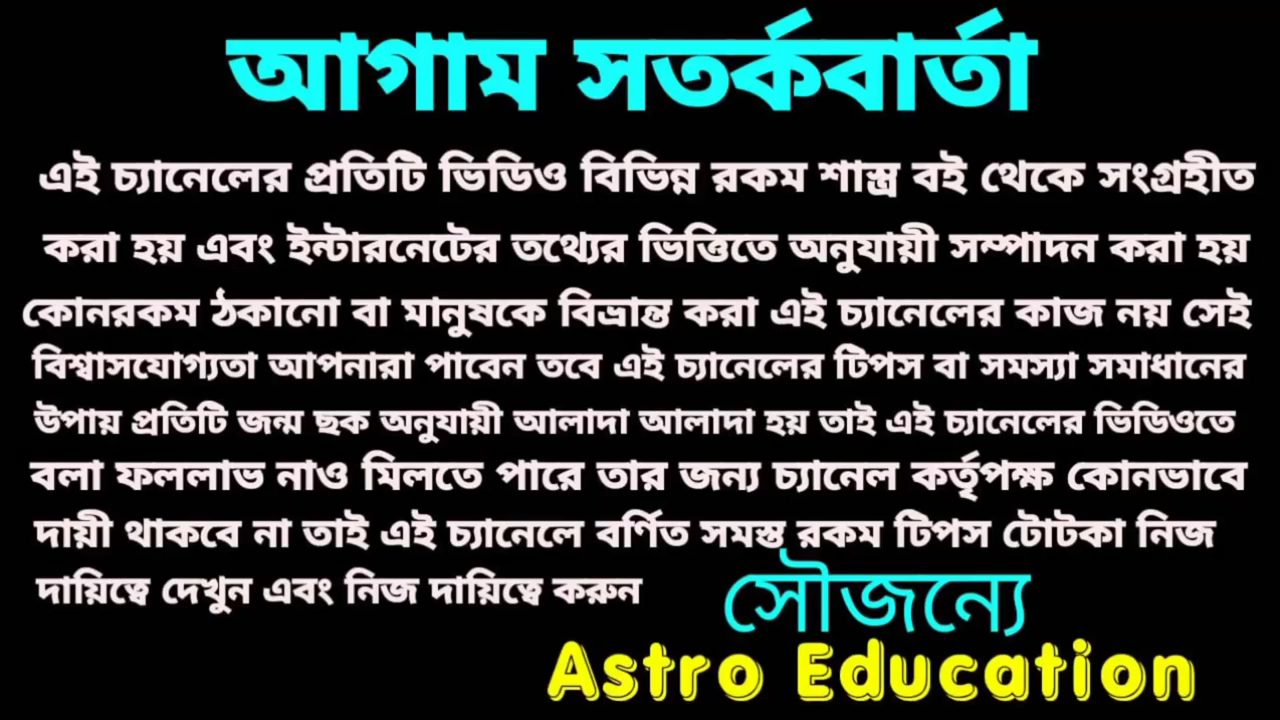 আগাম সতর্কবার্তা
এই চ্যানেলের প্রতিটি ভিডিও বিভিন্ন রকম শাস্ত্র বই থেকে সংগ্রহীত
করা হয় এবং ইন্টারনেটের তথ্যের ভিত্তিতে অনুযায়ী সম্পাদন করা হয়
কোনরকম ঠকানো বা মানুষকে বিভ্রান্ত করা এই চ্যানেলের কাজ নয় সেই
বিশ্বাসযোগ্যতা আপনারা পাবেন তবে এই চ্যানেলের টিপস বা সমস্যা সমাধানের
উপায় প্রতিটি জন্ম ছক অনুযায়ী আলাদা আলাদা হয় তাই এই চ্যানেলের ভিডিওতে
বলা ফললাভ নাও মিলতে পারে তার জন্য চ্যানেল কর্তৃপক্ষ কোনভাবে
দায়ী থাকবে না তাই এই চ্যানেলে বর্ণিত সমস্ত রকম টিপস টোটকা নিজ
দায়িত্বে দেখুন এবং নিজ দায়িত্বে করুন
সৌজন্যে
Astro Education